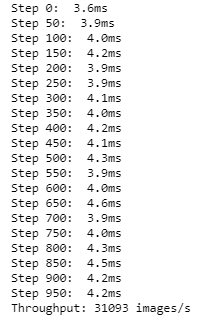 Step 0:  3.6ms
Step 50:  3.9ms
Step 100:  4.0ms
Step 150:  4.2ms
Step 200:  3.9ms
Step 250:  3.9ms
Step 300:  4.1ms
Step 350:  4.0ms
Step 400:  4.2ms
Step 450:  4.1ms
Step 500:  4.3ms
Step 550:  3.9ms
Step 600:  4.0ms
Step 650:  4.6ms
Step 700:  3.9ms
Step 750:  4.0ms
Step 800:  4.3ms
Step 850:  4.5ms
Step 900:  4.2ms
Step 950:  4.2ms
Throughput: 31093 images/s